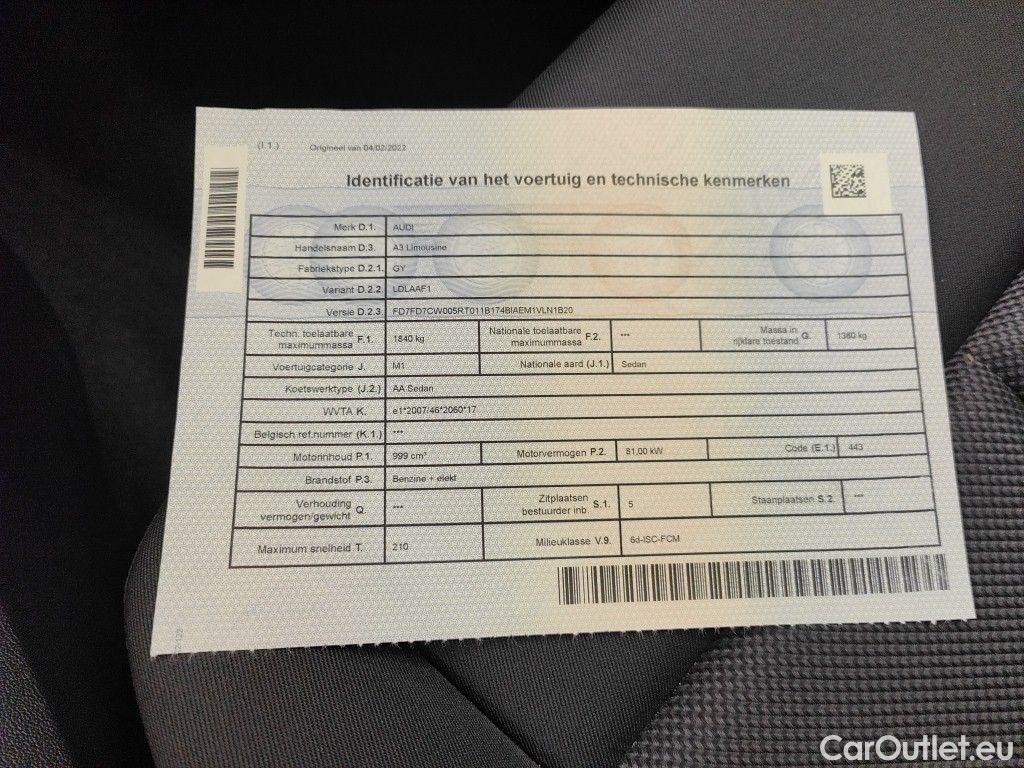 (I.1.) Origineel van 04/02/2022
Identificatie van het voertuig en technische kenmerken
Merk D.1. AUDI
Handelsnaam D.3. A3 Limousine
Fabriekstype D.2.1. GY
Variant D.2.2. LDLAAF1
Versie D.2.3. FD7FD7CW005RT011B174BIAEM1VLN1B20
Techn. toelaatbare maximummassa F.1. 1840 kg Nationale toelaatbare maximummassa F.2. *** Massa in rijklare toestand G. 1360 kg
Voertuigcategorie J. M1 Nationale aard (J.1.) Sedan
Koetswerktype (J.2.) AA Sedan
WVTA K. e1*2007/46*2060*17
Belgisch ref.nummer (K.1.) ***
Motorinhoud P.1. 999 cm³ Motorvermogen P.2. 81,00 kW Code (E.1.) 443
Brandstof P.3. Benzine + elekt
Verhouding vermogen/gewicht Q. *** Zitplaatsen bestuurder inb S.1. 5 Staanplaatsen S.2. ***
Maximum snelheid T. 210 Milieuklasse V.9. 6d-ISC-FCM
CarOutlet.eu